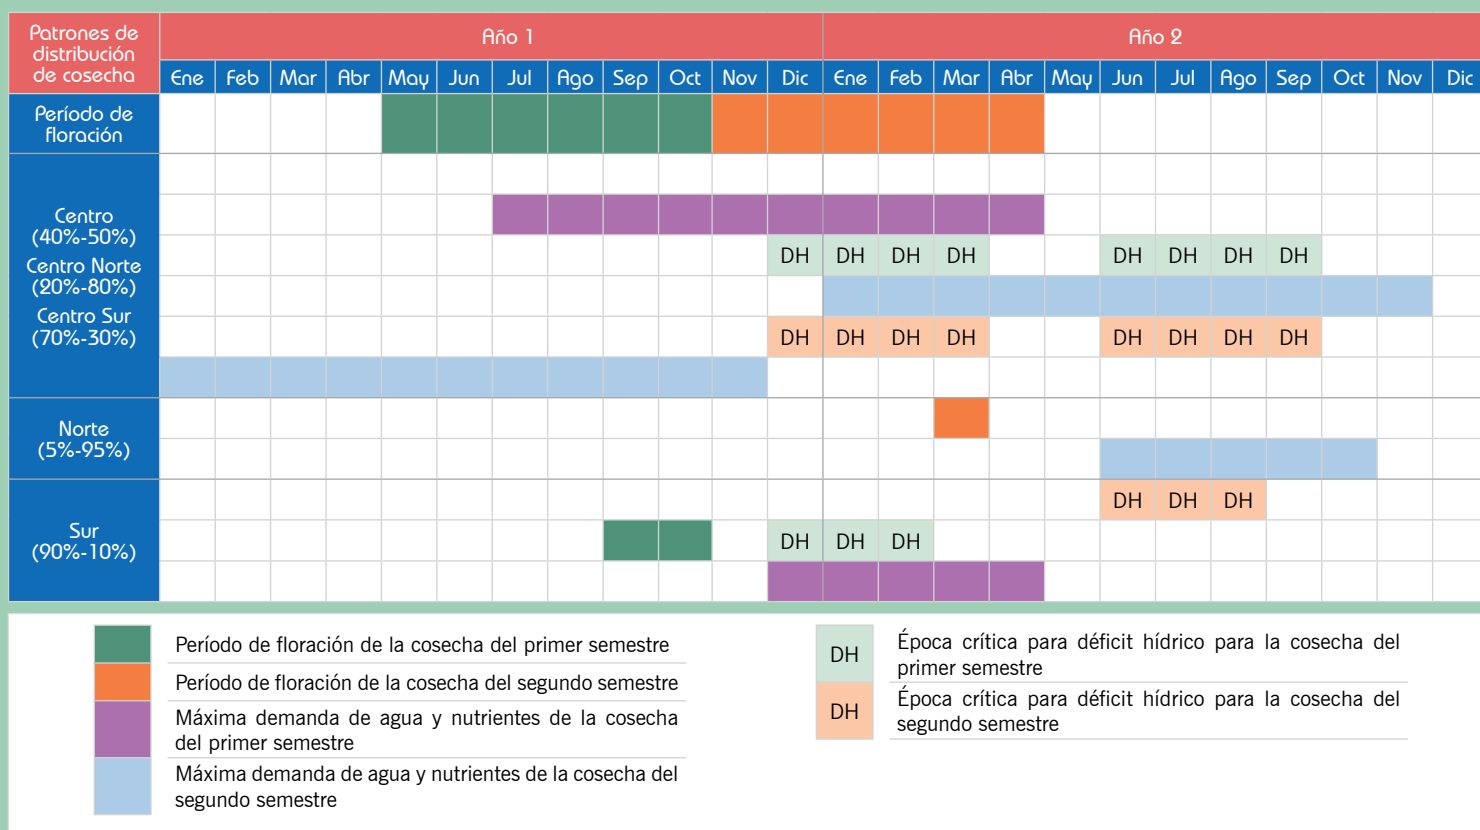 Patrones de
distribución
de cosecha
Año 1
Año 2
Ene Feb Mar Abr May Jun Jul Ago Sep Oct Nov Dic Ene Feb Mar Abr May Jun Jul Ago Sep Oct Nov Dic
Período de
floración
Centro
(40%-50%)
Centro Norte
(20%-80%)
Centro Sur
(70%-30%)
DH DH DH DH DH DH DH DH
DH DH DH DH DH DH DH DH
Norte
(5%-95%)
Sur
(90%-10%)
DH DH DH
DH DH DH
Período de floración de la cosecha del primer semestre
Período de floración de la cosecha del segundo semestre
Máxima demanda de agua y nutrientes de la cosecha
del primer semestre
Máxima demanda de agua y nutrientes de la cosecha del
segundo semestre
DH
Época crítica para déficit hídrico para la cosecha del
primer semestre
DH
Época crítica para déficit hídrico para la cosecha del
segundo semestre